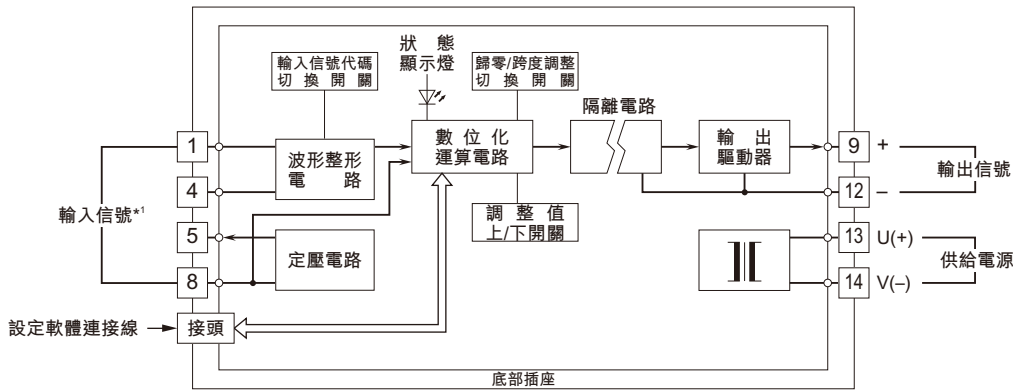 輸入信號代碼
切換開關
狀態
顯示燈
歸零/跨度調整
切換開關
隔離電路
1
4
5
8
波形整形
電路
數位化
運算電路
輸出
驅動器
9 +
12 –
輸出信號
輸入信號*1
定壓電路
調整值
上/下開關
13 U(+)
14 V(–)
供給電源
設定軟體連接線
接頭
底部插座